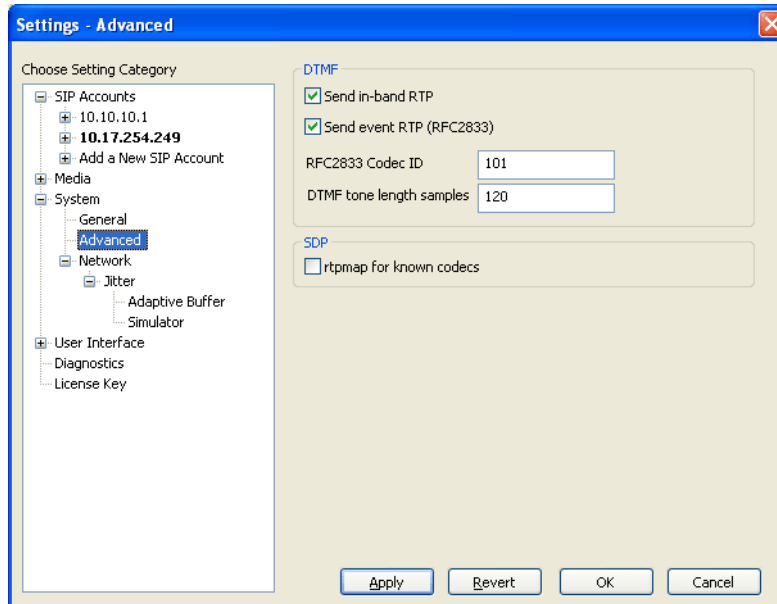 Settings - Advanced
Choose Setting Category
SIP Accounts
10.10.10.1
10.17.254.249
Add a New SIP Account
Media
System
General
Advanced
Network
Jitter
Adaptive Buffer
Simulator
User Interface
Diagnostics
License Key
DTMF
Send in-band RTP
Send event RTP (RFC2833)
RFC2833 Codec ID 101
DTMF tone length samples 120
SDP
rtpmap for known codecs
Apply Revert OK Cancel